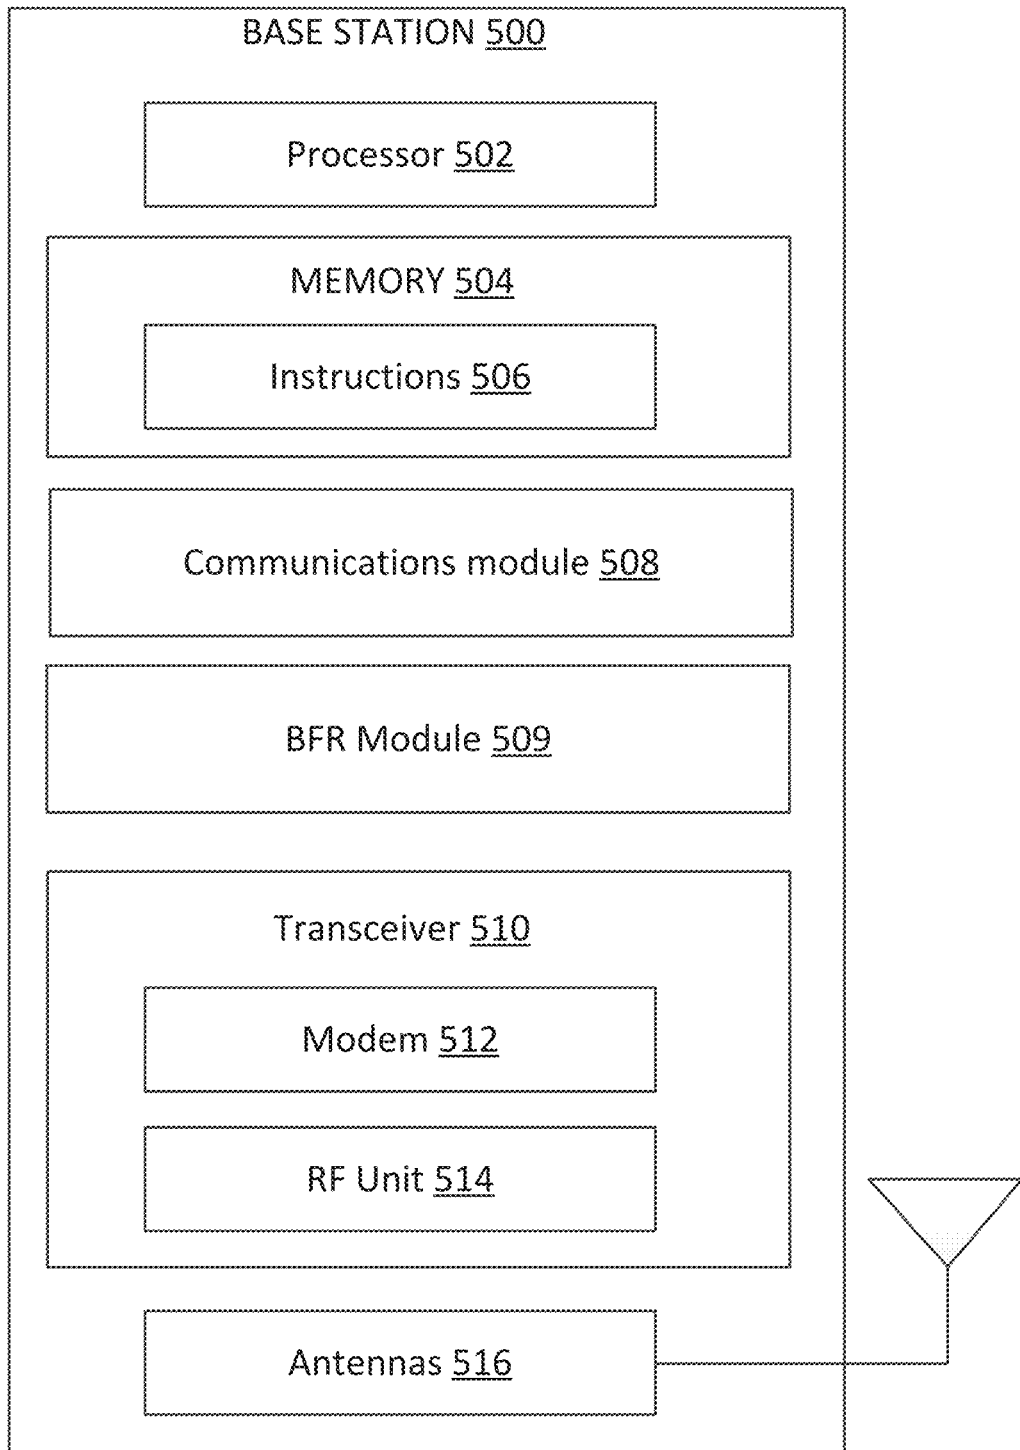 BASE STATION 500
Processor 502
MEMORY 504
Instructions 506
Communications module 508
BFR Module 509
Transceiver 510
Modem 512
RF Unit 514
Antennas 516